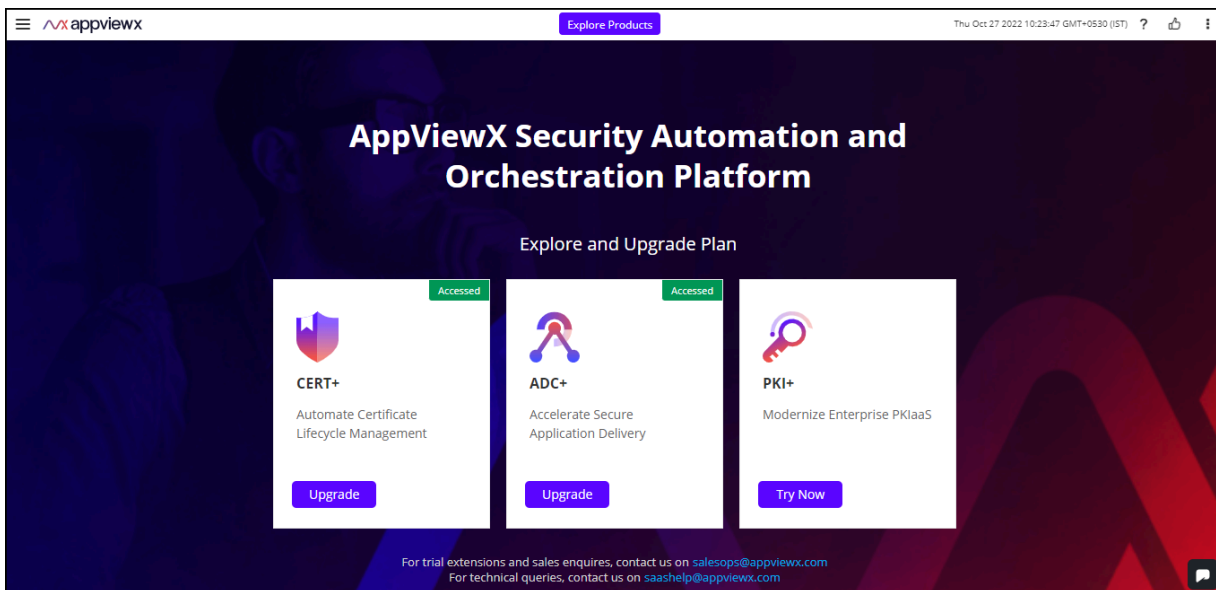 appviewx
Explore Products
Thu Oct 27 2022 10:23:47 GMT+0530 (IST) ?
AppViewX Security Automation and
Orchestration Platform
Explore and Upgrade Plan
Accessed
CERT+
Automate Certificate
Lifecycle Management
Upgrade
Accessed
ADC+
Accelerate Secure
Application Delivery
Upgrade
PKI+
Modernize Enterprise PKIaaS
Try Now
For trial extensions and sales enquires, contact us on salesops@appviewx.com
For technical queries, contact us on saashelp@appviewx.com